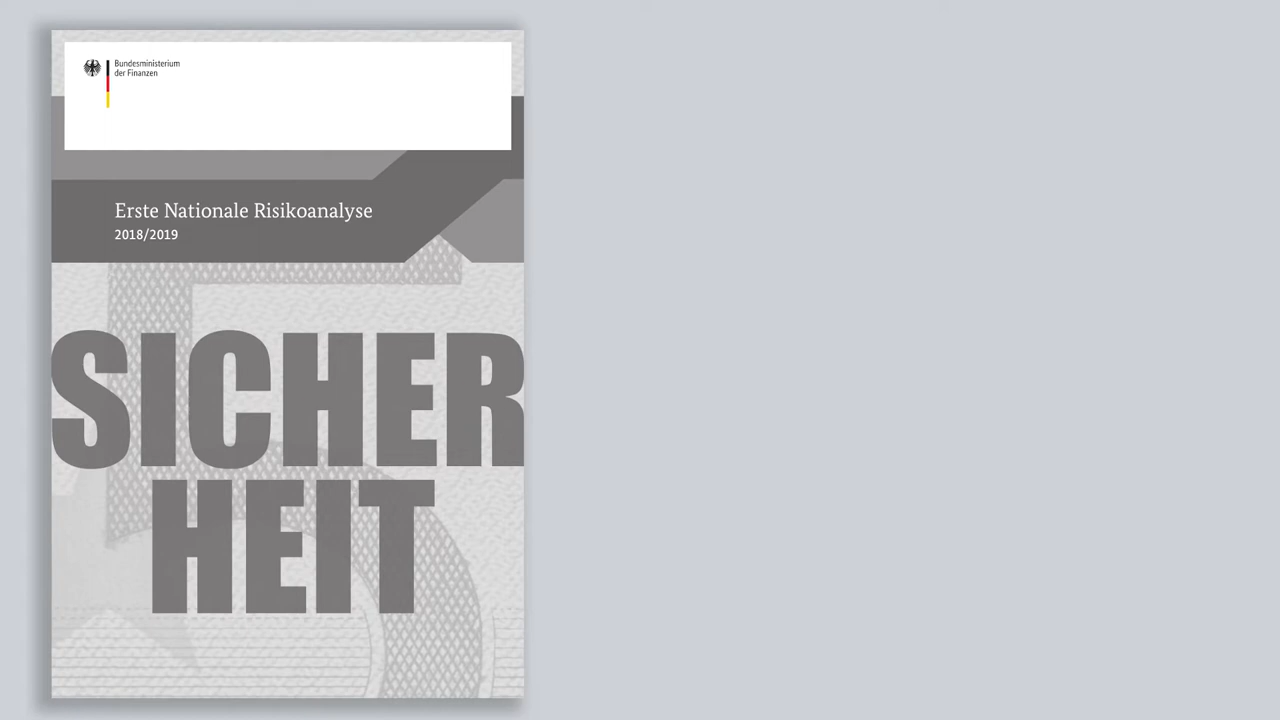 Bundesministerium
der Finanzen
Erste Nationale Risikoanalyse
2018/2019
SICHER
HEIT